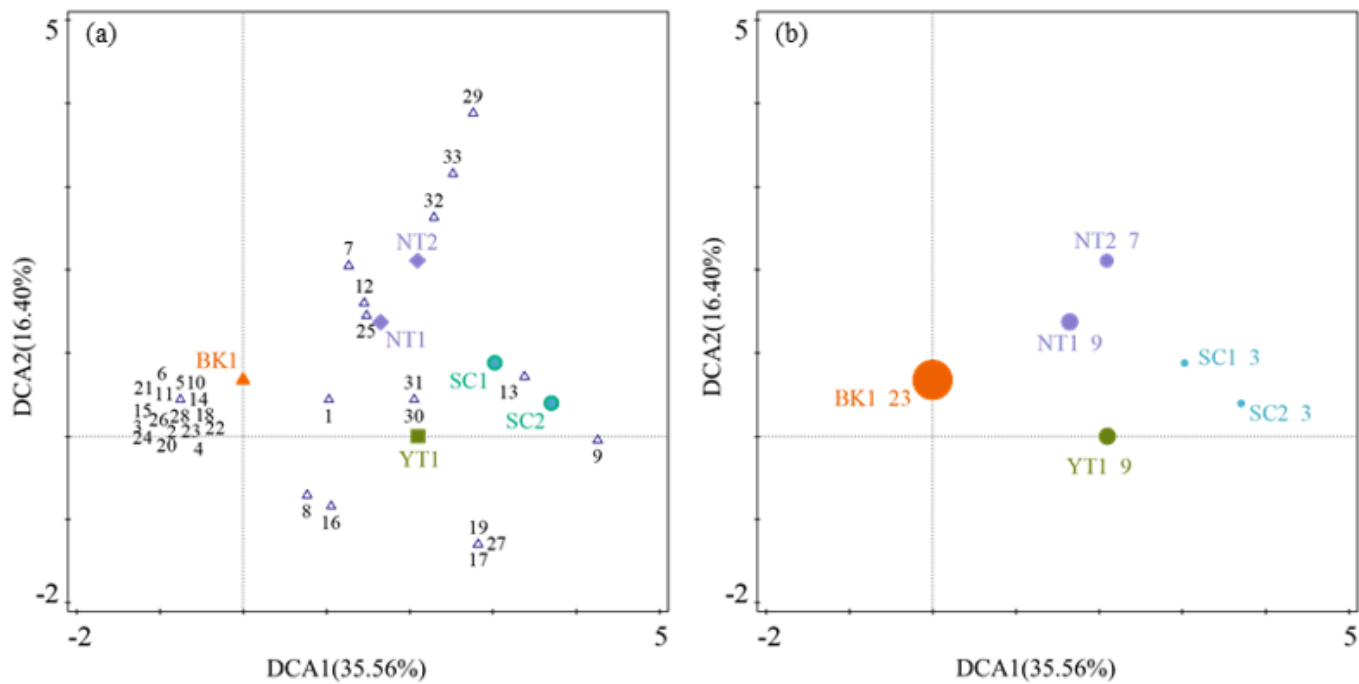 5
(a)
29
33
32
NT2
7
12
25
NT1
BK1
6
21 5 10
11 14
15 26 28 18
3 2 23 22
24 20 4
SC1
13
31
1
30
SC2
YT1
9
8
16
19
27
17
-2
-2
5
DCA1(35.56%)
DCA2(16.40%)
5
(b)
NT2 7
NT1 9
SC1 3
BK1 23
SC2 3
YT1 9
-2
-2
5
DCA1(35.56%)
DCA2(16.40%)